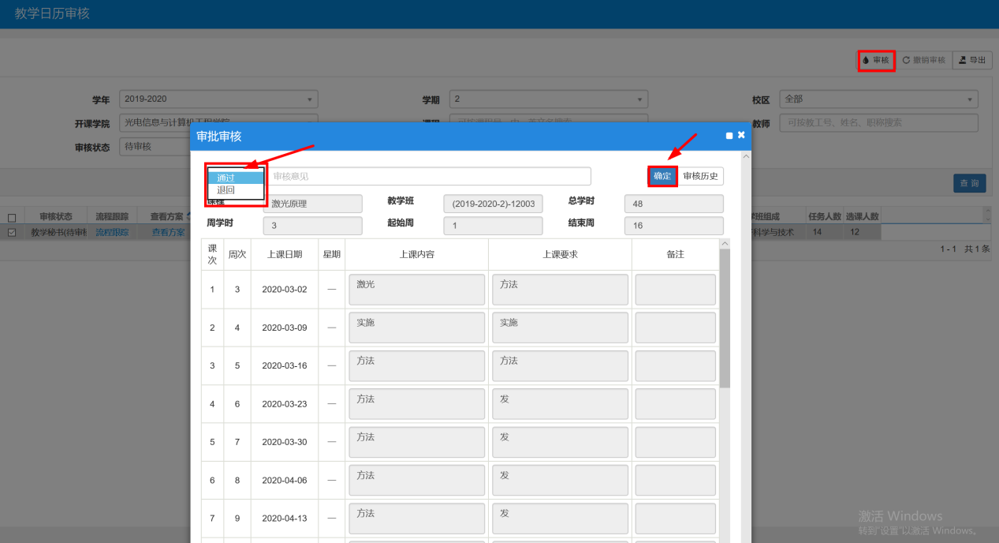 教学日历审核
审核 撤销审核 导出
学年 2019-2020 学期 2 校区 全部
开课学院 光电信息与计算机工程学院 教师 可按教工号、姓名、职称搜索
审核状态 待审核
查 询
审核状态 流程跟踪 查看方案 班组成 任务人数 选课人数
教学秘书(待审核 流程跟踪 查看方案 科学与技术 14 12
1 - 1 共 1 条
审批审核
通过 审核意见 确定 审核历史
退回
课程 激光原理 教学班 (2019-2020-2)-12003 总学时 48
周学时 3 起始周 1 结束周 16
课次 周次 上课日期 星期 上课内容 上课要求 备注
1 3 2020-03-02 一 激光 方法
2 4 2020-03-09 一 实施 实施
3 5 2020-03-16 一 方法 方法
4 6 2020-03-23 一 方法 发
5 7 2020-03-30 一 方法 发
6 8 2020-04-06 一 方法 发
7 9 2020-04-13 一 方法 发
激活 Windows
转到"设置"以激活 Windows。